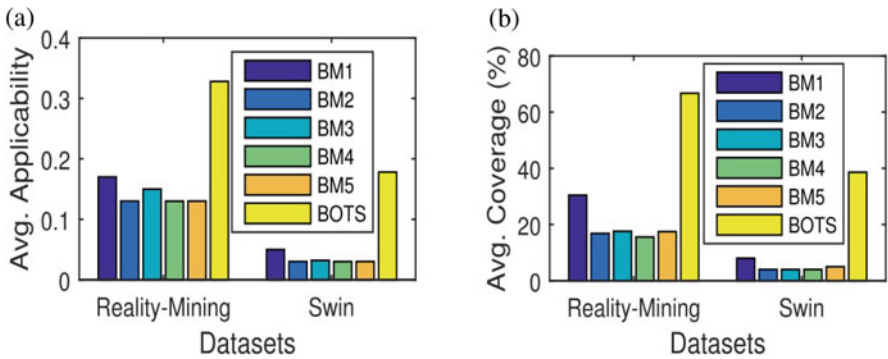 (a)
Avg. Applicability
0.4
0.3
0.2
0.1
0
BM1
BM2
BM3
BM4
BM5
BOTS
Reality-Mining
Swin
Datasets
(b)
Avg. Coverage (%)
80
60
40
20
0
BM1
BM2
BM3
BM4
BM5
BOTS
Reality-Mining
Swin
Datasets